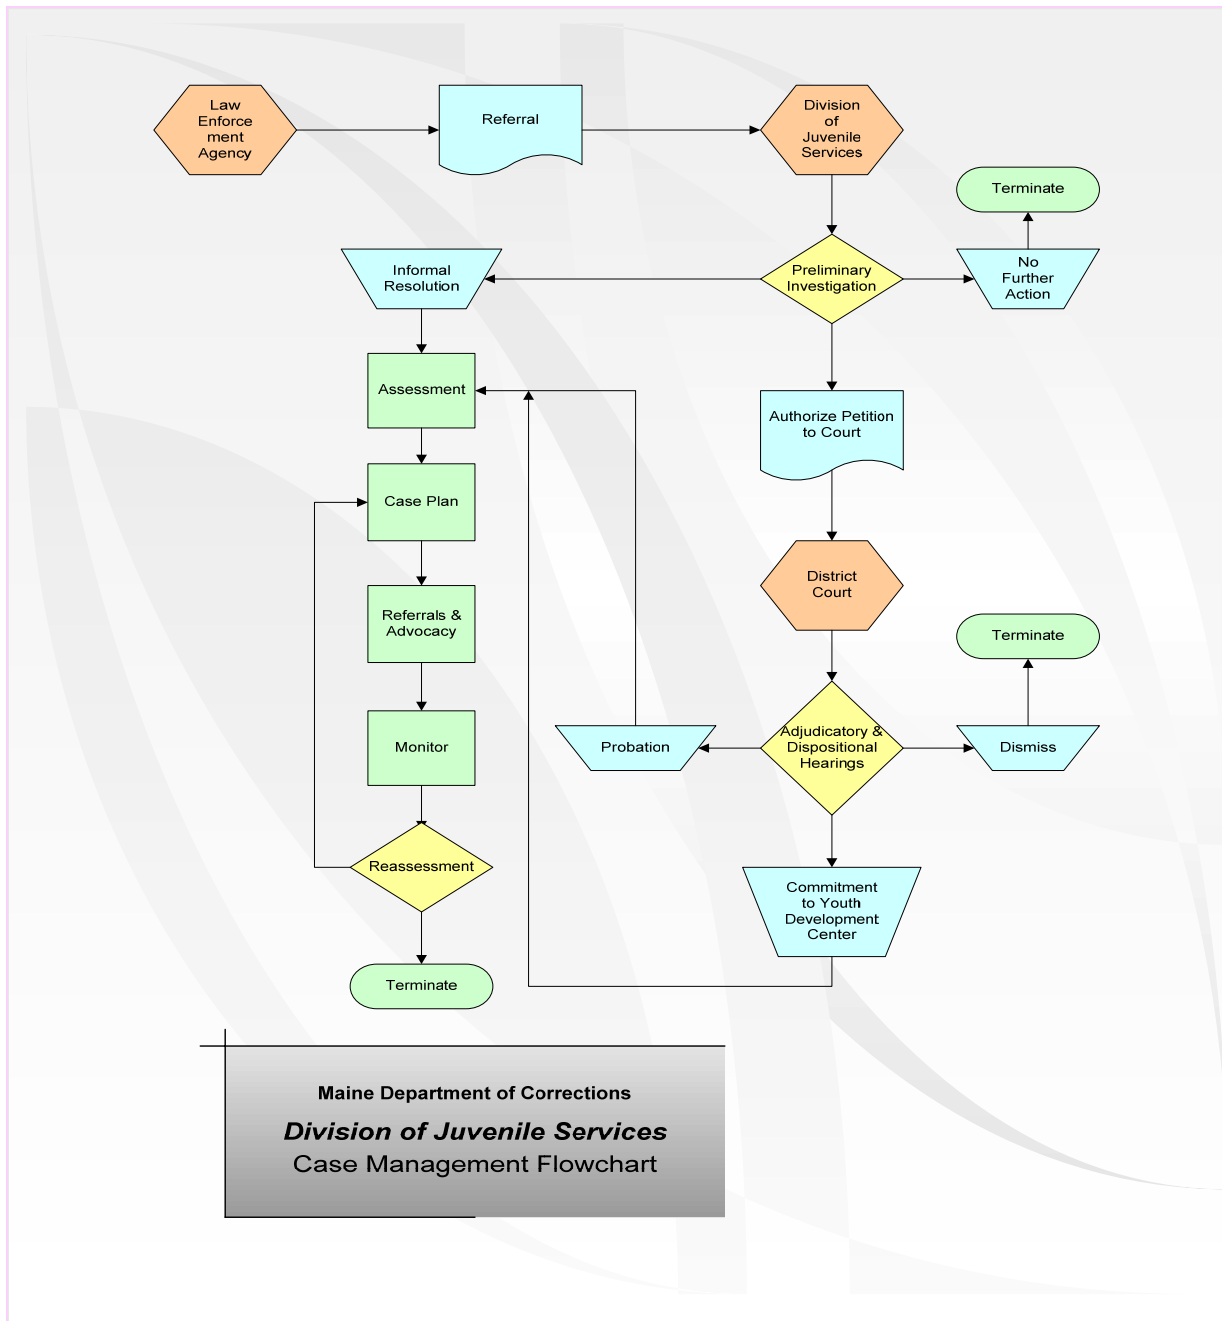 Law
Enforce
ment
Agency
Referral
Division
of
Juvenile
Services
Terminate
Informal
Resolution
Preliminary
Investigation
No
Further
Action
Assessment
Authorize Petition
to Court
Case Plan
District
Court
Referrals &
Advocacy
Terminate
Monitor
Probation
Adjudicatory &
Dispositional
Hearings
Dismiss
Reassessment
Commitment
to Youth
Development
Center
Terminate
Maine Department of Corrections
Division of Juvenile Services
Case Management Flowchart